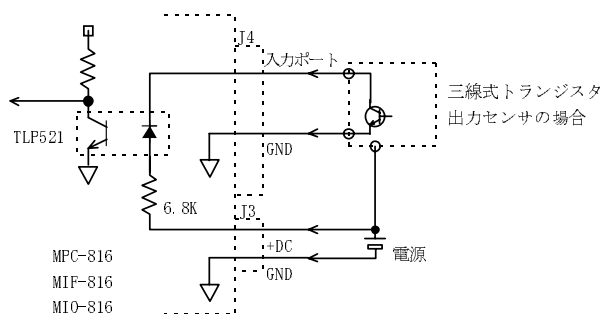 J4
入力ポート
三線式トランジスタ
出力センサの場合
TLP521
GND
6.8K
J3
+DC
電源
GND
MPC-816
MIF-816
MIO-816